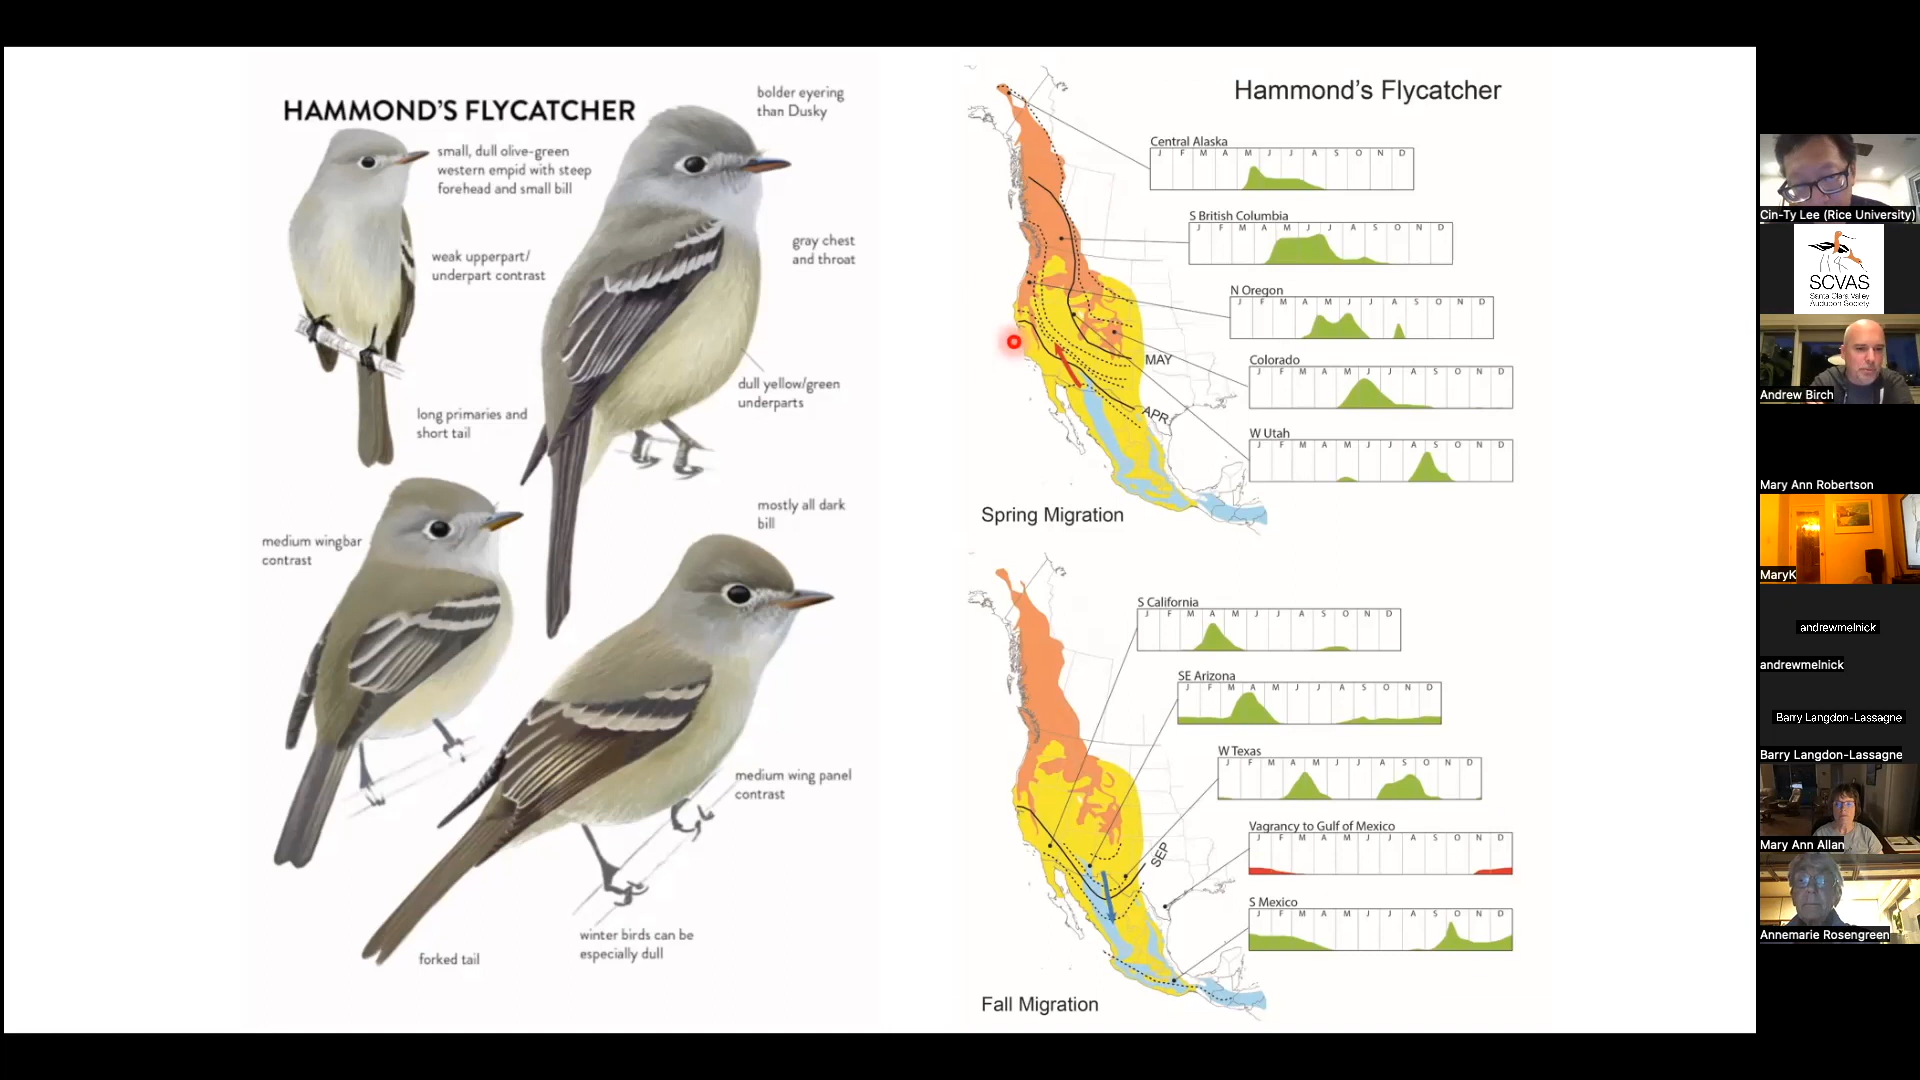 HAMMOND'S FLYCATCHER
bolder eyering
than Dusky
small, dull olive-green
western empid with steep
forehead and small bill
weak upperpart/
underpart contrast
gray chest
and throat
dull yellow/green
underparts
long primaries and
short tail
mostly all dark
bill
medium wingbar
contrast
medium wing panel
contrast
winter birds can be
especially dull
forked tail
Hammond's Flycatcher
Central Alaska
J F M A M J J A S O N D
S British Columbia
J F M A M J J A S O N D
N Oregon
J F M A M J J A S O N D
Colorado
J F M A M J J A S O N D
W Utah
J F M A M J J A S O N D
MAY
APR
Spring Migration
S California
J F M A M J J A S O N D
SE Arizona
J F M A M J J A S O N D
W Texas
J F M A M J J A S O N D
Vagrancy to Gulf of Mexico
J F M A M J J A S O N D
S Mexico
J F M A M J J A S O N D
SEP
Fall Migration
Cin-Ty Lee (Rice University)
SCVAS
Santa Clara Valley
Audubon Society
Andrew Birch
Mary Ann Robertson
MaryK
andrewmelnick
andrewmelnick
Barry Langdon-Lassagne
Barry Langdon-Lassagne
Mary Ann Allan
Annemarie Rosengreen